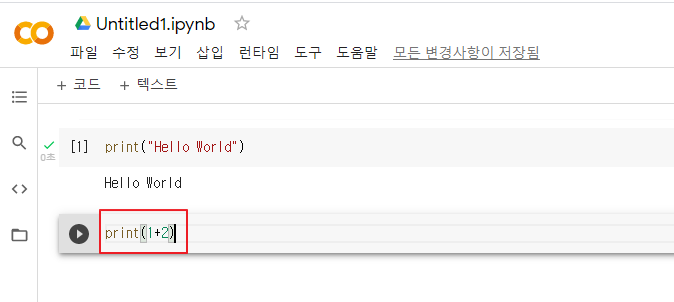 Untitled1.ipynb
파일 수정 보기 삽입 런타임 도구 도움말 모든 변경사항이 저장됨
+ 코드 + 텍스트
[1] print("Hello World")
0초
Hello World
print(1+2)